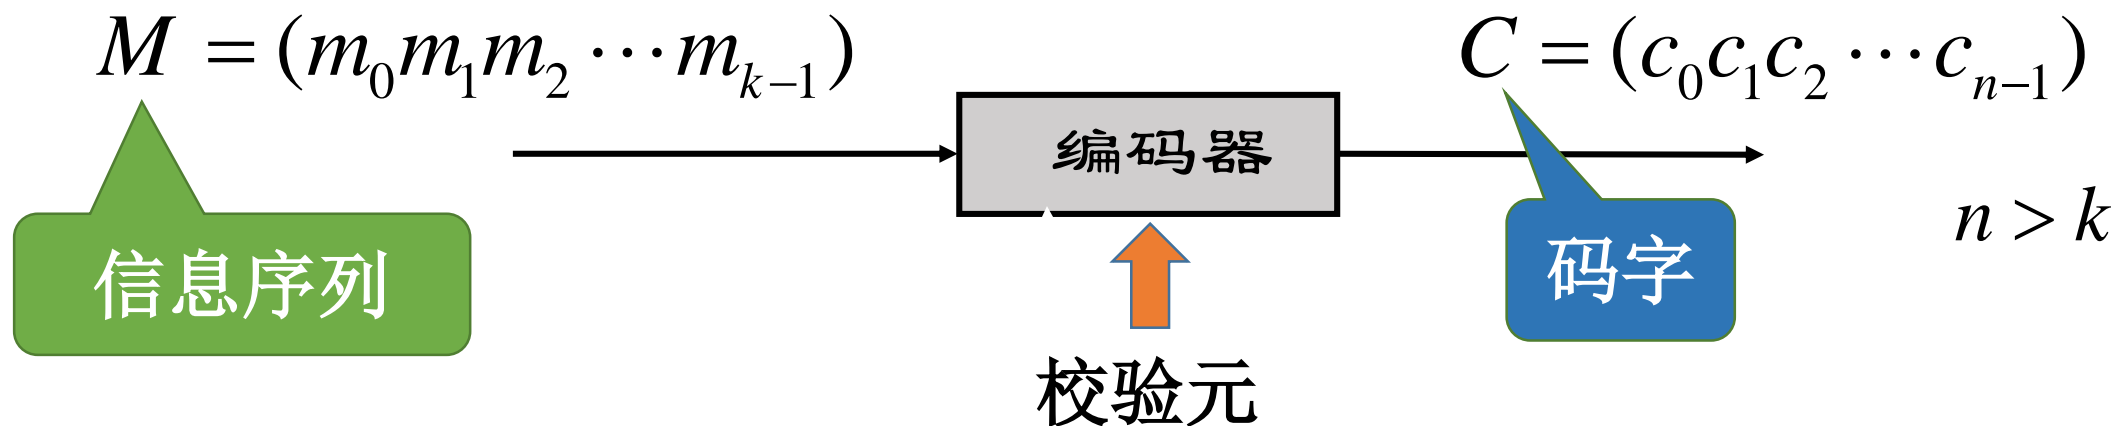 M = (m₀m₁m₂⋯mₖ₋₁)
C = (c₀c₁c₂⋯cₙ₋₁)
编码器
n > k
信息序列
码字
校验元